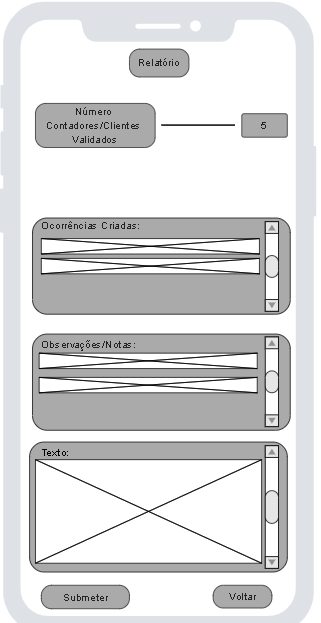 Relatório
Número
Contadores/Clientes
Validados
5
Ocorrências Criadas:
Observações/Notas:
Texto:
Submeter
Voltar